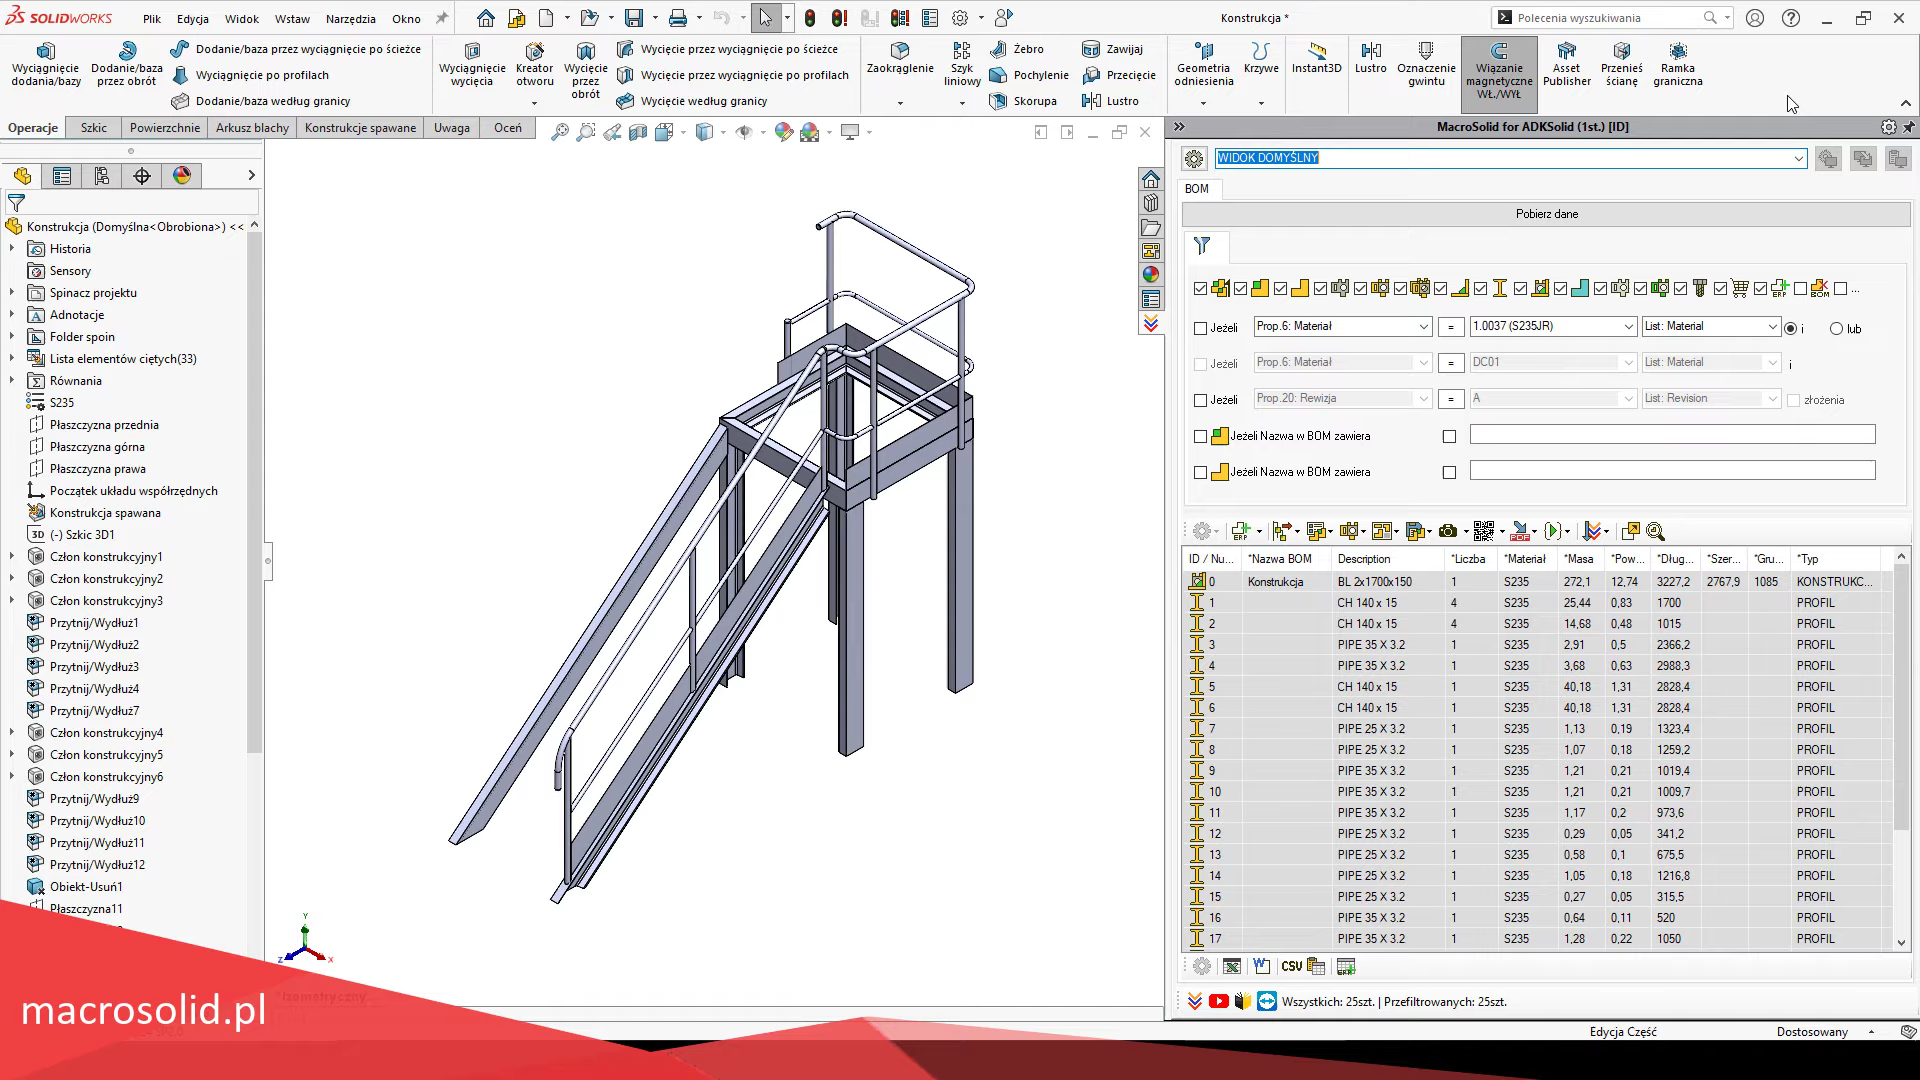 SOLIDWORKS Plik Edycja Widok Wstaw Narzędzia Okno Konstrukcja * Polecenia wyszukiwania
Wyciągnięcie dodania/bazy
Dodanie/baza przez obrót
Dodanie/baza przez wyciągnięcie po ścieżce
Wyciągnięcie po profilach
Dodanie/baza według granicy
Wyciągnięcie wycięcia
Kreator otworu
Wycięcie przez obrót
Wycięcie przez wyciągnięcie po ścieżce
Wycięcie przez wyciągnięcie po profilach
Wycięcie według granicy
Zaokrąglenie
Szyk liniowy
Żebro
Pochylenie
Skorupa
Zawijaj
Przecięcie
Lustro
Geometria odniesienia
Krzywe
Instant3D
Lustro
Oznaczenie gwintu
Wiązanie magnetyczne WŁ./WYŁ
Asset Publisher
Przenieś ścianę
Ramka graniczna
Operacje Szkic Powierzchnie Arkusz blachy Konstrukcje spawane Uwaga Oceń
Konstrukcja (Domyślna<Obrobiona>) <<
Historia
Sensory
Spinacz projektu
Adnotacje
Folder spoin
Lista elementów ciętych(33)
Równania
S235
Płaszczyzna przednia
Płaszczyzna górna
Płaszczyzna prawa
Początek układu współrzędnych
Konstrukcja spawana
3D (-) Szkic 3D1
Człon konstrukcyjny1
Człon konstrukcyjny2
Człon konstrukcyjny3
Przytnij/Wydłuż1
Przytnij/Wydłuż2
Przytnij/Wydłuż3
Przytnij/Wydłuż4
Przytnij/Wydłuż7
Człon konstrukcyjny4
Człon konstrukcyjny5
Człon konstrukcyjny6
Przytnij/Wydłuż9
Przytnij/Wydłuż10
Przytnij/Wydłuż11
Przytnij/Wydłuż12
Obiekt-Usuń1
Płaszczyzna11
Y
Z X
macrosolid.pl
MacroSolid for ADKSolid (1st.) [ID]
WIDOK DOMYŚLNY
BOM
Pobierz dane
ERP BOM ...
Jeżeli Prop.6: Materiał = 1.0037 (S235JR) List: Material i lub
Jeżeli Prop.6: Materiał = DC01 List: Material i
Jeżeli Prop.20: Rewizja = A List: Revision złożenia
Jeżeli Nazwa w BOM zawiera
Jeżeli Nazwa w BOM zawiera
ERP PDF
ID / Nu... *Nazwa BOM Description *Liczba *Materiał *Masa *Pow... *Dług... *Szer... *Gru... *Typ
0 Konstrukcja BL 2x1700x150 1 S235 272,1 12,74 3227,2 2767,9 1085 KONSTRUKC...
1 CH 140 x 15 4 S235 25,44 0,83 1700 PROFIL
2 CH 140 x 15 4 S235 14,68 0,48 1015 PROFIL
3 PIPE 35 X 3.2 1 S235 2,91 0,5 2366,2 PROFIL
4 PIPE 35 X 3.2 1 S235 3,68 0,63 2988,3 PROFIL
5 CH 140 x 15 1 S235 40,18 1,31 2828,4 PROFIL
6 CH 140 x 15 1 S235 40,18 1,31 2828,4 PROFIL
7 PIPE 25 X 3.2 1 S235 1,13 0,19 1323,4 PROFIL
8 PIPE 25 X 3.2 1 S235 1,07 0,18 1259,2 PROFIL
9 PIPE 35 X 3.2 1 S235 1,21 0,21 1019,4 PROFIL
10 PIPE 35 X 3.2 1 S235 1,21 0,21 1009,7 PROFIL
11 PIPE 35 X 3.2 1 S235 1,17 0,2 973,6 PROFIL
12 PIPE 25 X 3.2 1 S235 0,29 0,05 341,2 PROFIL
13 PIPE 25 X 3.2 1 S235 0,58 0,1 675,5 PROFIL
14 PIPE 25 X 3.2 1 S235 1,05 0,18 1216,8 PROFIL
15 PIPE 25 X 3.2 1 S235 0,27 0,05 315,5 PROFIL
16 PIPE 35 X 3.2 1 S235 0,64 0,11 520 PROFIL
17 PIPE 35 X 3.2 1 S235 1,28 0,22 1050 PROFIL
CSV
Wszystkich: 25szt. | Przefiltrowanych: 25szt.
Edycja Część Dostosowany